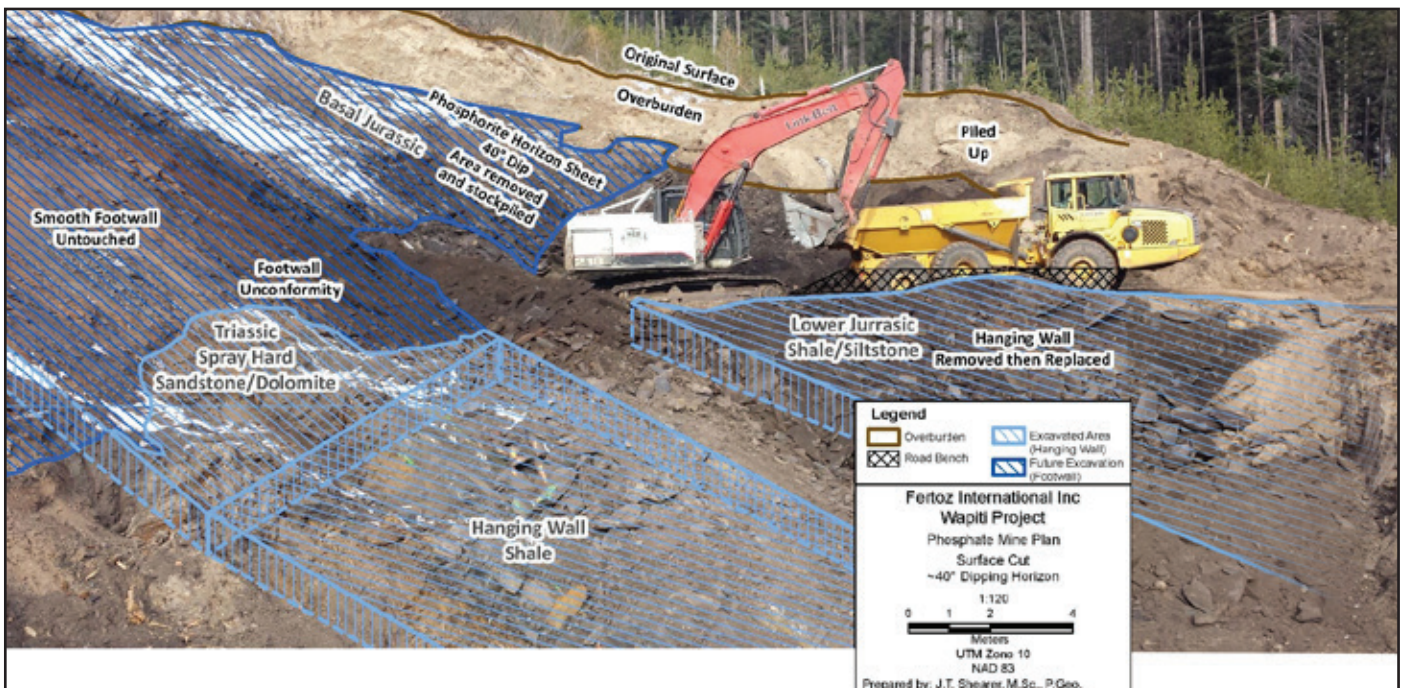 Original Surface
Overburden
Piled
Up
Basal Jurassic
Phosphorite Horizon Sheet
40° Dip
Area removed
and stockpiled
Smooth Footwall
Untouched
Footwall
Unconformity
Triassic
Spray Hard
Sandstone/Dolomite
Link-Belt
Lower Jurrasic
Shale/Siltstone
Hanging Wall
Removed then Replaced
Hanging Wall
Shale
Legend
Overburden
Road Bench
Excavated Area
(Hanging Wall)
Future Excavation
(Footwall)
Fertoz International Inc
Wapiti Project
Phosphate Mine Plan
Surface Cut
~40° Dipping Horizon
1:120
0 1 2 4
Meters
UTM Zone 10
NAD 83
Prepared by: J.T. Shearer, M.Sc., P.Geo.